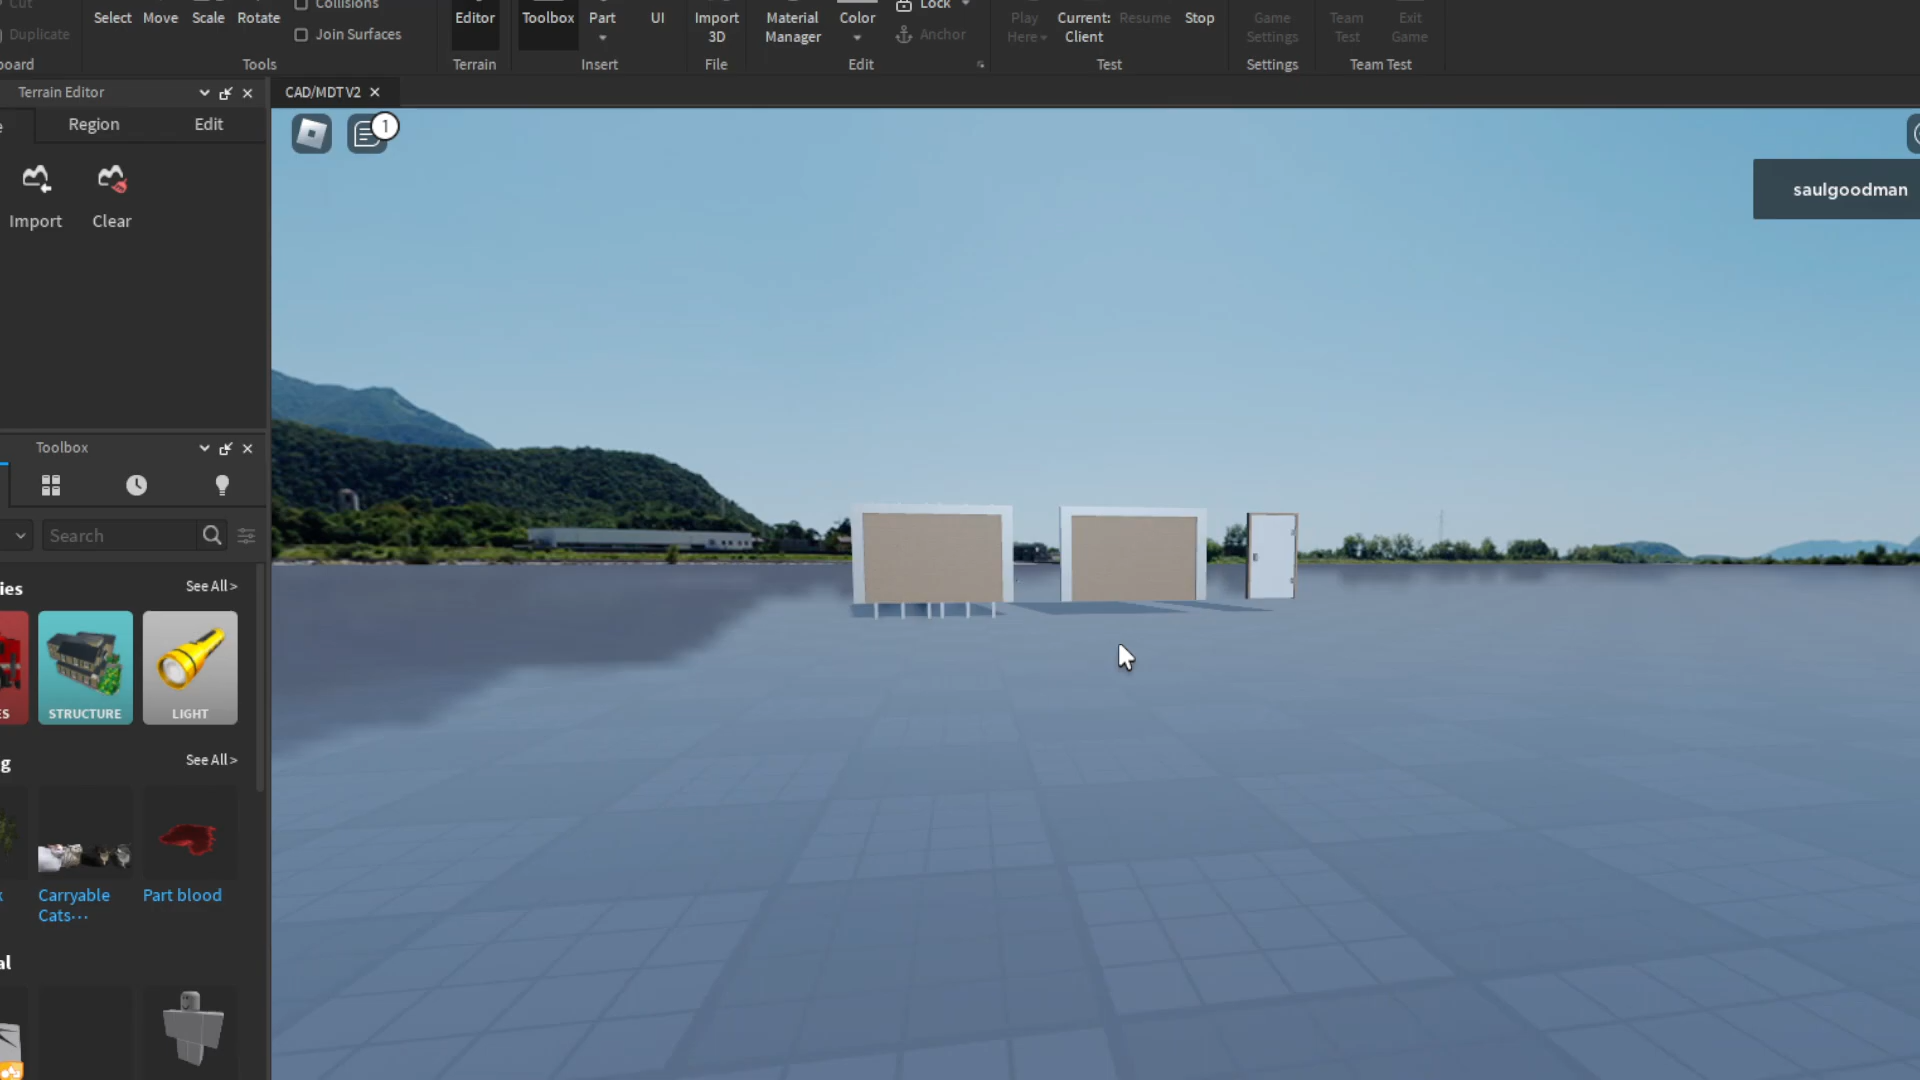 Cut
Duplicate
board
Select
Move
Scale
Rotate
Collisions
Join Surfaces
Tools
Editor
Terrain
Toolbox
Part
UI
Insert
Import
3D
File
Material
Manager
Color
Lock
Anchor
Edit
Play
Here
Current:
Client
Resume
Stop
Test
Game
Settings
Settings
Team
Test
Exit
Game
Team Test
Terrain Editor
CAD/MDT V2
e
Region
Edit
Import
Clear
1
saulgoodman
Toolbox
Search
ies
See All >
ES
STRUCTURE
LIGHT
g
See All >
x
Carryable
Cats...
Part blood
al